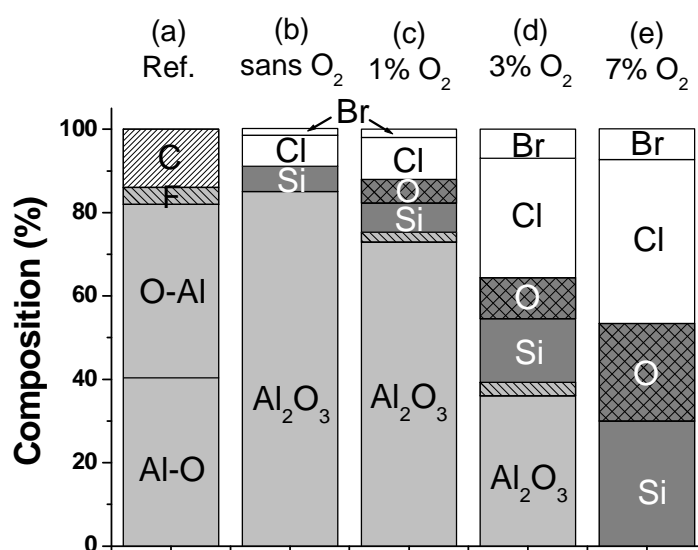 (a) (b) (c) (d) (e)
Ref. sans O₂ 1% O₂ 3% O₂ 7% O₂
Br
100
80
60
40
20
0
Composition (%)
C
F
O-Al
Al-O
Cl
Si
Al₂O₃
Cl
O
Si
Al₂O₃
Br
Cl
O
Si
Al₂O₃
Br
Cl
O
Si